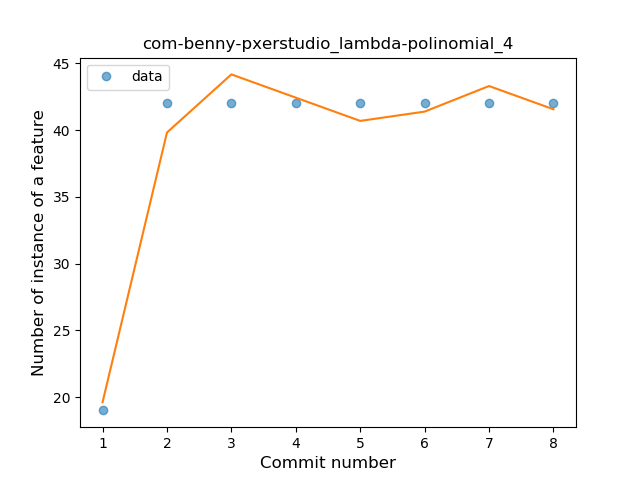 com-benny-pxerstudio_lambda-polinomial_4
data
Number of instance of a feature
45
40
35
30
25
20
1 2 3 4 5 6 7 8
Commit number